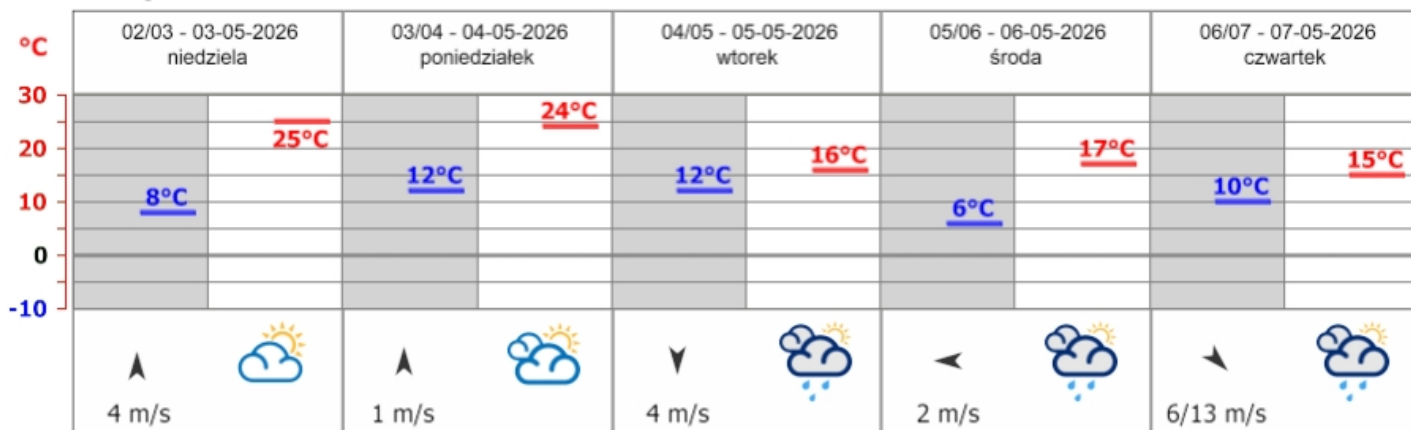 °C
02/03 - 03-05-2026
niedziela
03/04 - 04-05-2026
poniedziałek
04/05 - 05-05-2026
wtorek
05/06 - 06-05-2026
środa
06/07 - 07-05-2026
czwartek
30
20
10
0
-10
8°C
25°C
12°C
24°C
12°C
16°C
6°C
17°C
10°C
15°C
4 m/s
1 m/s
4 m/s
2 m/s
6/13 m/s